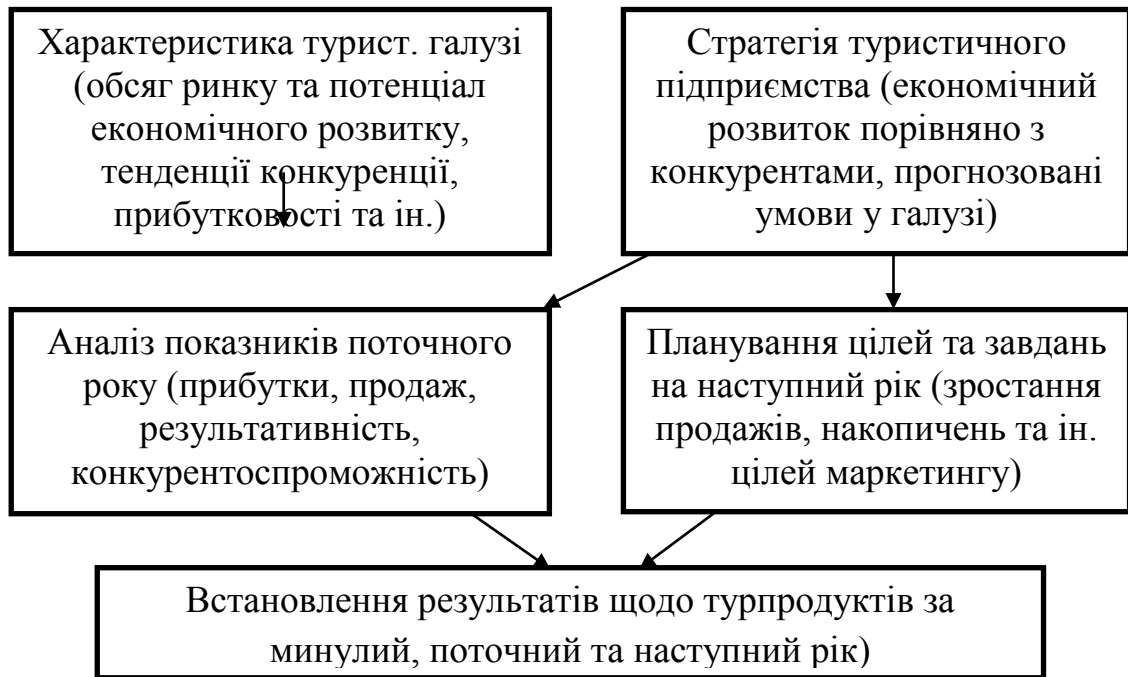 Характеристика турист. галузі
(обсяг ринку та потенціал
економічного розвитку,
тенденції конкуренції,
прибутковості та ін.)
Стратегія туристичного
підприємства (економічний
розвиток порівняно з
конкурентами, прогнозовані
умови у галузі)
Аналіз показників поточного
року (прибутки, продаж,
результативність,
конкурентоспроможність)
Планування цілей та завдань
на наступний рік (зростання
продажів, накопичень та ін.
цілей маркетингу)
Встановлення результатів щодо турпродуктів за
минулий, поточний та наступний рік)